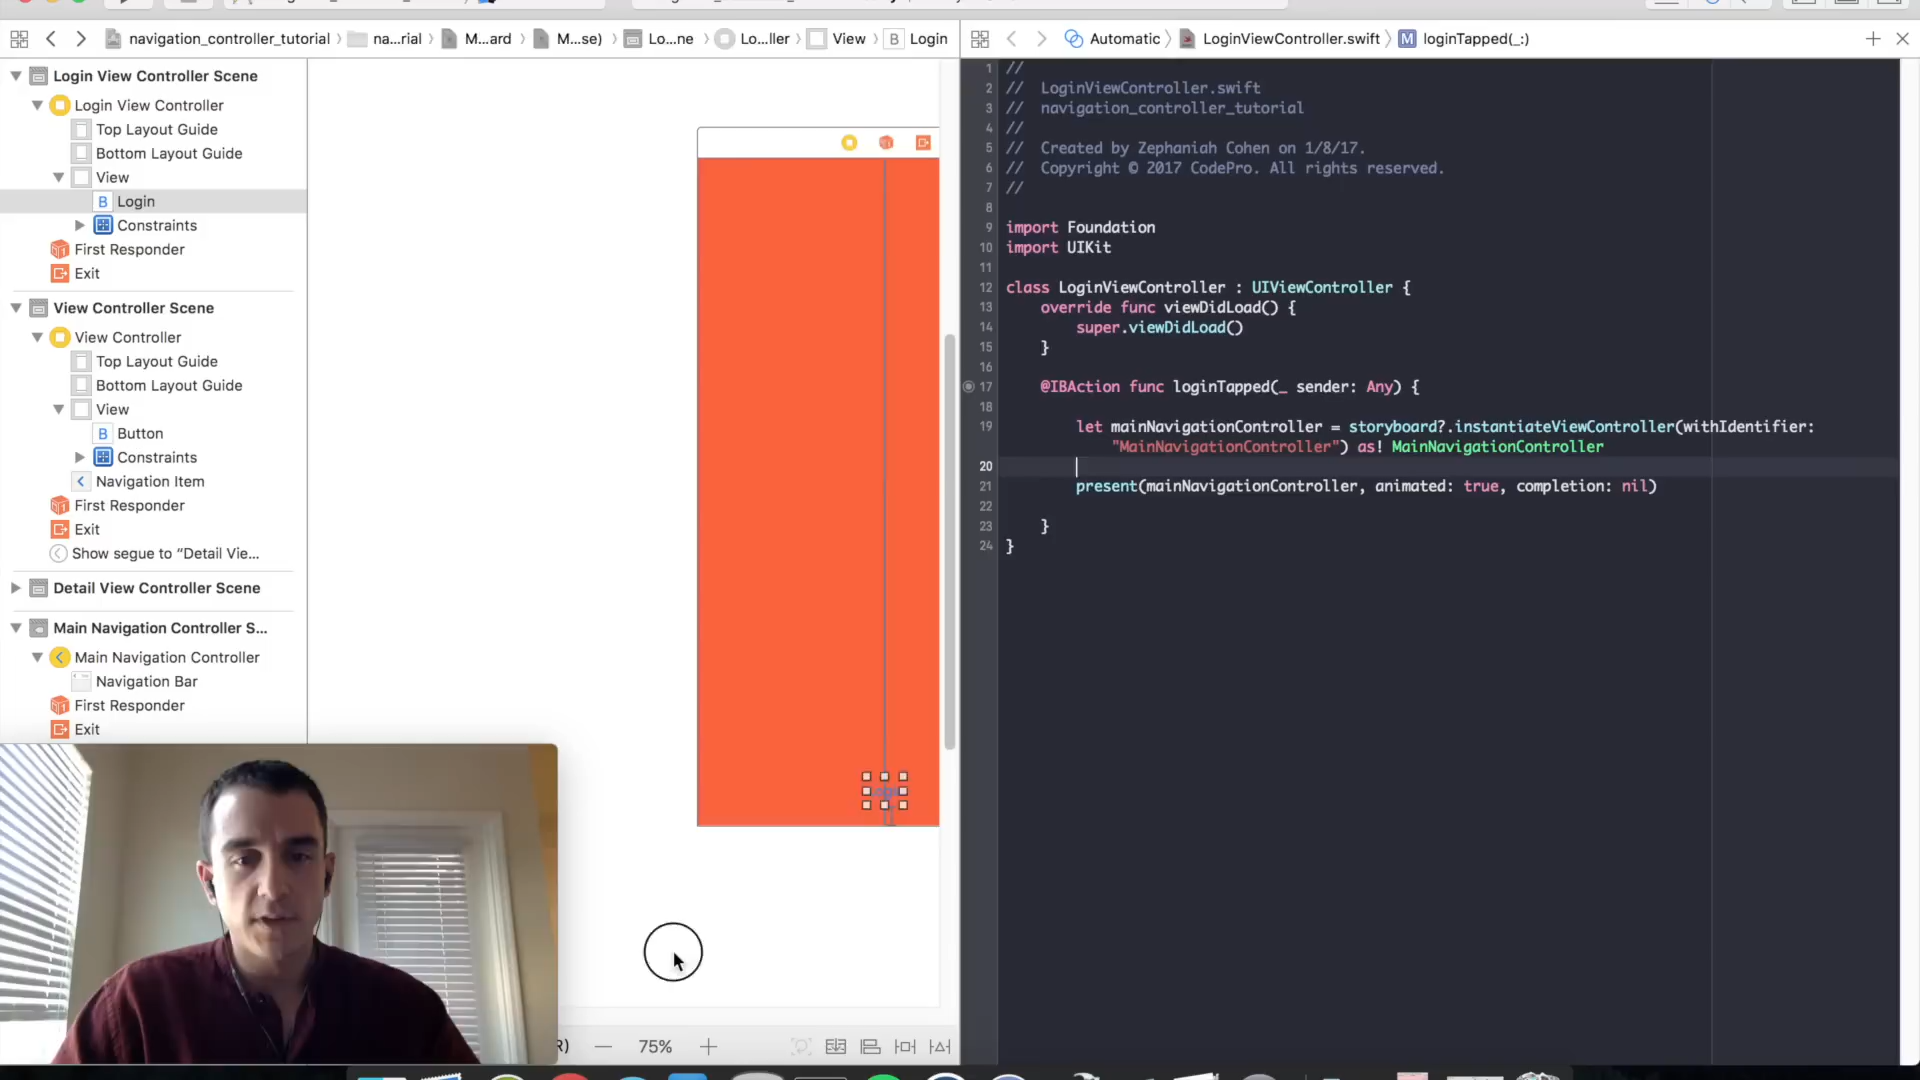 navigation_controller_tutorial
na...rial
M...ard
M...se)
Lo...ne
Lo...ller
View
B Login
Automatic
LoginViewController.swift
M loginTapped(_:)
Login View Controller Scene
Login View Controller
Top Layout Guide
Bottom Layout Guide
View
B Login
Constraints
First Responder
Exit
View Controller Scene
View Controller
Top Layout Guide
Bottom Layout Guide
View
B Button
Constraints
Navigation Item
First Responder
Exit
Show segue to “Detail Vie...
Detail View Controller Scene
Main Navigation Controller S...
Main Navigation Controller
Navigation Bar
First Responder
Exit
R)
75%
1 //
2 // LoginViewController.swift
3 // navigation_controller_tutorial
4 //
5 // Created by Zephaniah Cohen on 1/8/17.
6 // Copyright © 2017 CodePro. All rights reserved.
7 //
8
9 import Foundation
10 import UIKit
11
12 class LoginViewController : UIViewController {
13 override func viewDidLoad() {
14 super.viewDidLoad()
15 }
16
17 @IBAction func loginTapped(_ sender: Any) {
18
19 let mainNavigationController = storyboard?.instantiateViewController(withIdentifier:
"MainNavigationController") as! MainNavigationController
20
21 present(mainNavigationController, animated: true, completion: nil)
22
23 }
24 }